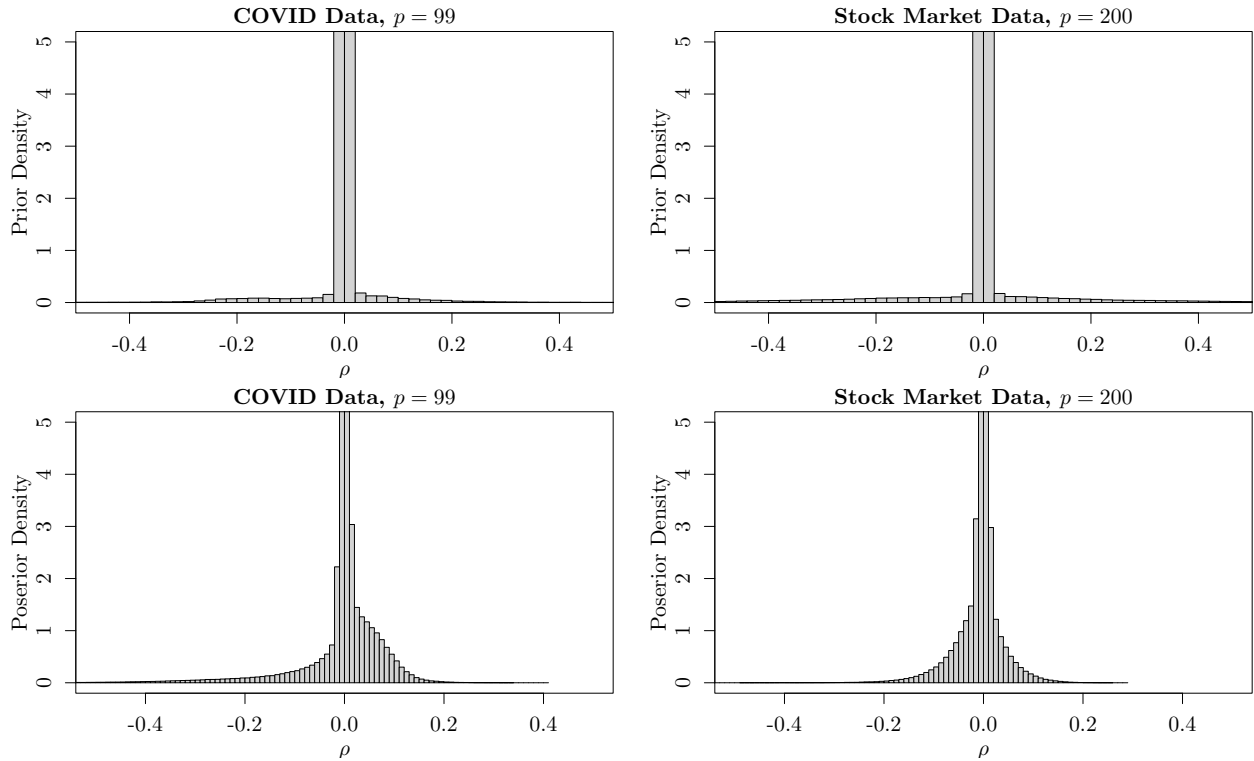 COVID Data, p = 99
Stock Market Data, p = 200
Prior Density
0 1 2 3 4 5
-0.4 -0.2 0.0 0.2 0.4
ρ
Prior Density
0 1 2 3 4 5
-0.4 -0.2 0.0 0.2 0.4
ρ
COVID Data, p = 99
Stock Market Data, p = 200
Poserior Density
0 1 2 3 4 5
-0.4 -0.2 0.0 0.2 0.4
ρ
Poserior Density
0 1 2 3 4 5
-0.4 -0.2 0.0 0.2 0.4
ρ